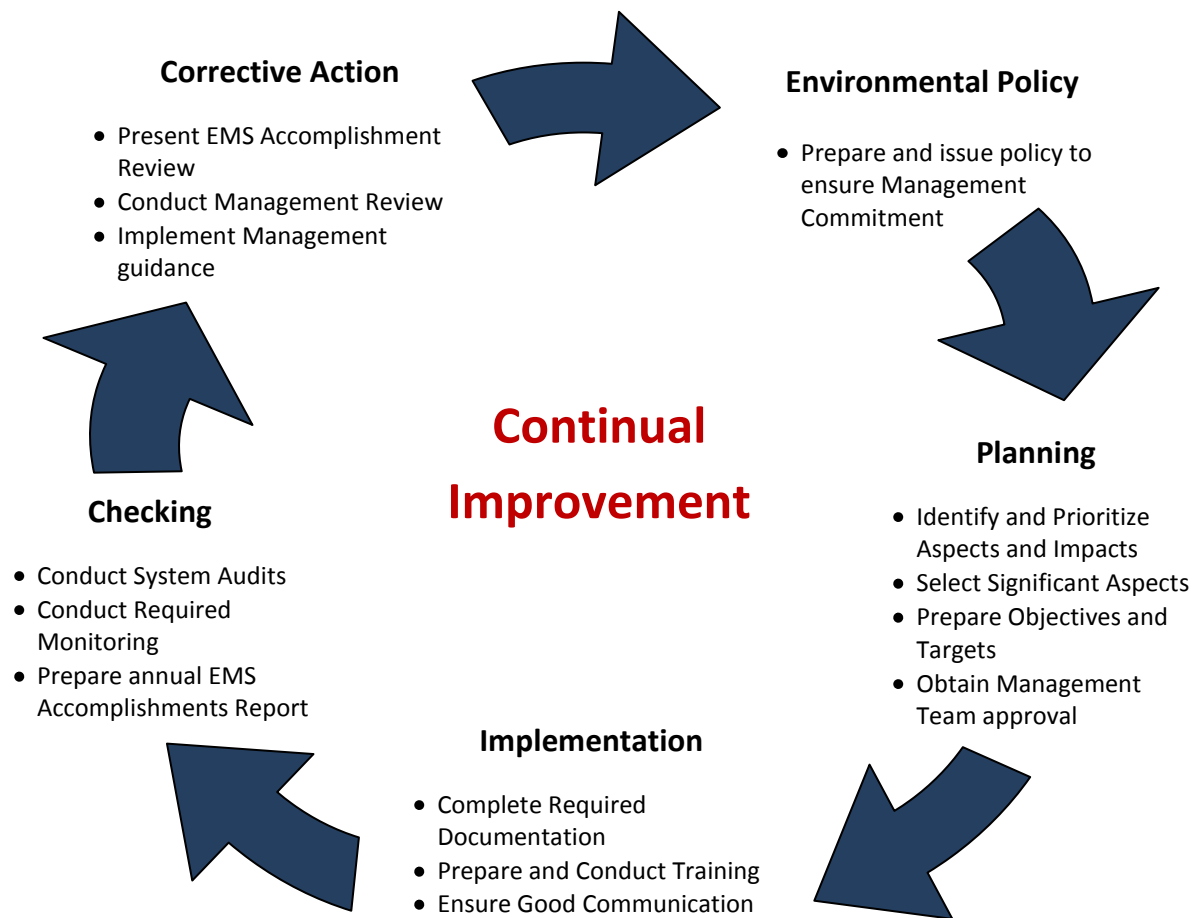 Corrective Action
• Present EMS Accomplishment
Review
• Conduct Management Review
• Implement Management
guidance
Environmental Policy
• Prepare and issue policy to
ensure Management
Commitment
Continual
Improvement
Planning
• Identify and Prioritize
Aspects and Impacts
• Select Significant Aspects
• Prepare Objectives and
Targets
• Obtain Management
Team approval
Checking
• Conduct System Audits
• Conduct Required
Monitoring
• Prepare annual EMS
Accomplishments Report
Implementation
• Complete Required
Documentation
• Prepare and Conduct Training
• Ensure Good Communication